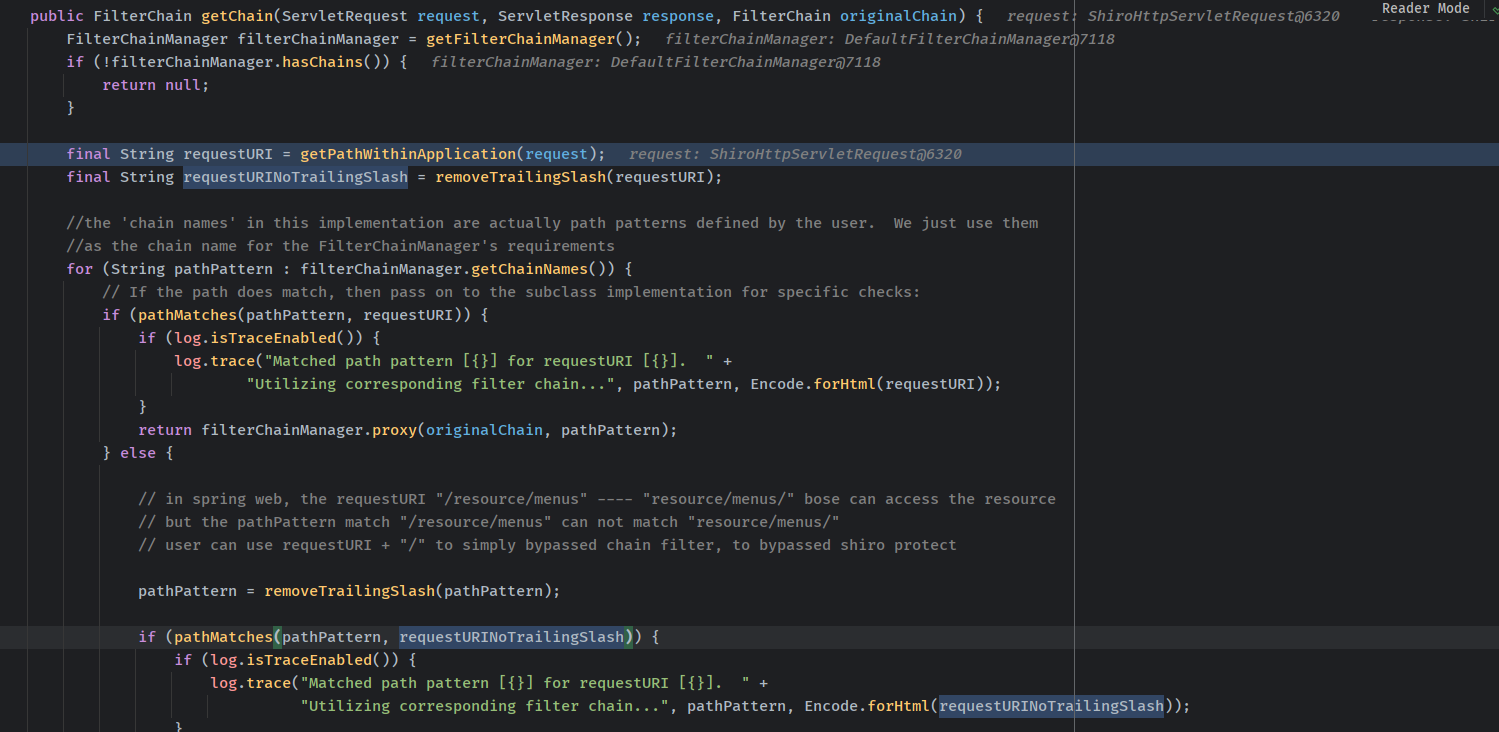 Reader Mode
public FilterChain getChain(ServletRequest request, ServletResponse response, FilterChain originalChain) {   request: ShiroHttpServletRequest@6320
    FilterChainManager filterChainManager = getFilterChainManager();   filterChainManager: DefaultFilterChainManager@7118
    if (!filterChainManager.hasChains()) {   filterChainManager: DefaultFilterChainManager@7118
        return null;
    }
    final String requestURI = getPathWithinApplication(request);   request: ShiroHttpServletRequest@6320
    final String requestURINoTrailingSlash = removeTrailingSlash(requestURI);
    //the 'chain names' in this implementation are actually path patterns defined by the user.  We just use them
    //as the chain name for the FilterChainManager's requirements
    for (String pathPattern : filterChainManager.getChainNames()) {
        // If the path does match, then pass on to the subclass implementation for specific checks:
        if (pathMatches(pathPattern, requestURI)) {
            if (log.isTraceEnabled()) {
                log.trace("Matched path pattern [{}] for requestURI [{}].  " +
                        "Utilizing corresponding filter chain...", pathPattern, Encode.forHtml(requestURI));
            }
            return filterChainManager.proxy(originalChain, pathPattern);
        } else {
            // in spring web, the requestURI "/resource/menus" ---- "resource/menus/" bose can access the resource
            // but the pathPattern match "/resource/menus" can not match "resource/menus/"
            // user can use requestURI + "/" to simply bypassed chain filter, to bypassed shiro protect
            pathPattern = removeTrailingSlash(pathPattern);
            if (pathMatches(pathPattern, requestURINoTrailingSlash)) {
                if (log.isTraceEnabled()) {
                    log.trace("Matched path pattern [{}] for requestURI [{}].  " +
                            "Utilizing corresponding filter chain...", pathPattern, Encode.forHtml(requestURINoTrailingSlash));
                }